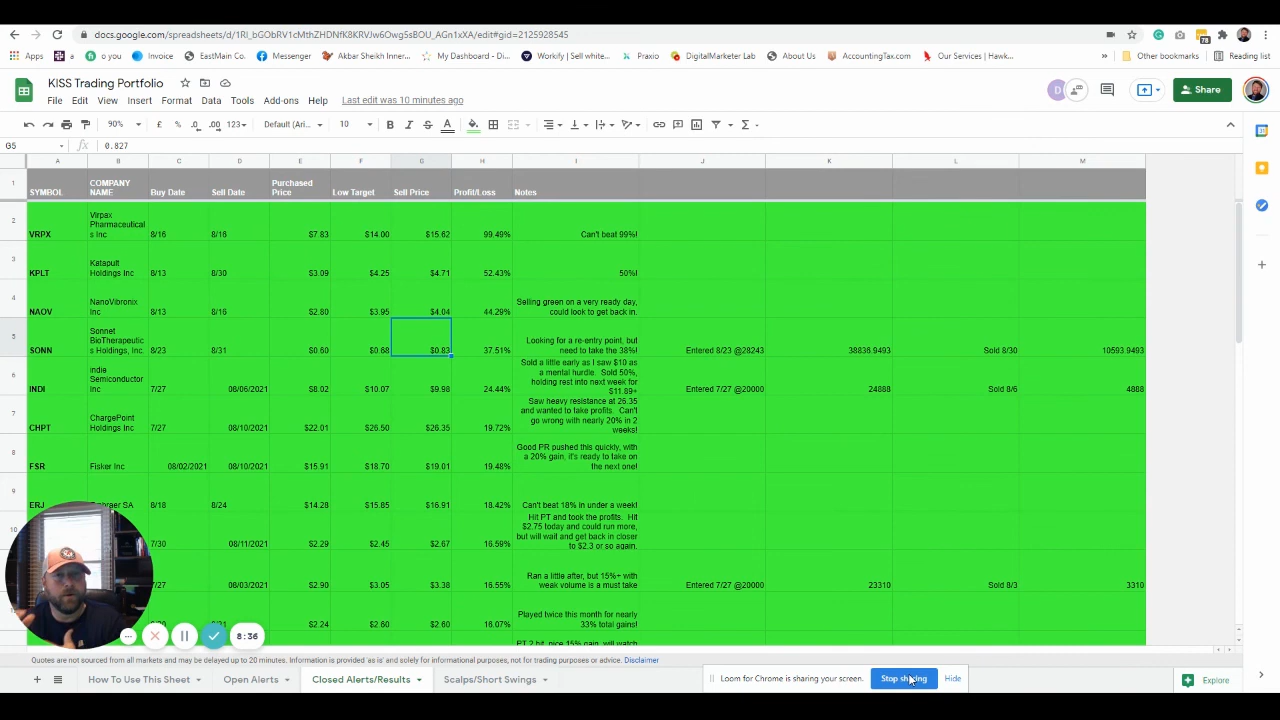 docs.google.com/spreadsheets/d/1RI_bGObRV1cMthZHDNfK8KRVJw6Owg5sBOU_AGn1xXA/edit#gid=2125928545
78
Apps a o you Invoice EastMain Co. Messenger Akbar Sheikh Inner... My Dashboard - Di... Workify - Sell white... Praxio DigitalMarketer Lab About Us AccountingTax.com Our Services | Hawk... » Other bookmarks Reading list
KISS Trading Portfolio
D
Share
File Edit View Insert Format Data Tools Add-ons Help Last edit was 10 minutes ago
90% £ % .0 .00 123 Default (Ari... 10 B I S A
G5 fx 0.827
A B C D E F G H I J K L M
1 SYMBOL COMPANY NAME Buy Date Sell Date Purchased Price Low Target Sell Price Profit/Loss Notes
2 VRPX Virpax Pharmaceuticals Inc 8/16 8/16 $7.83 $14.00 $15.62 99.49% Can't beat 99%!
3 KPLT Katapult Holdings Inc 8/13 8/30 $3.09 $4.25 $4.71 52.43% 50%!
4 NAOV NanoVibronix Inc 8/13 8/16 $2.80 $3.95 $4.04 44.29% Selling green on a very ready day, could look to get back in.
5 SONN Sonnet BioTherapeutics Holdings, Inc. 8/23 8/31 $0.60 $0.68 $0.83 37.51% Looking for a re-entry point, but need to take the 38%! Entered 8/23 @28243 38836.9493 Sold 8/30 10593.9493
6 INDI indie Semiconductor Inc 7/27 08/06/2021 $8.02 $10.07 $9.98 24.44% Sold a little early as I saw $10 as a mental hurdle. Sold 50%, holding rest into next week for $11.89+ Entered 7/27 @20000 24888 Sold 8/6 4888
7 CHPT ChargePoint Holdings Inc 7/27 08/10/2021 $22.01 $26.50 $26.35 19.72% Saw heavy resistance at 26.35 and wanted to take profits. Can't go wrong with nearly 20% in 2 weeks!
8 FSR Fisker Inc 08/02/2021 08/10/2021 $15.91 $18.70 $19.01 19.48% Good PR pushed this quickly, with a 20% gain, it's ready to take on the next one!
9 ERJ SA 8/18 8/24 $14.28 $15.85 $16.91 18.42% Can't beat 18% in under a week!
10 7/30 08/11/2021 $2.29 $2.45 $2.67 16.59% Hit PT and took the profits. Hit $2.75 today and could run more, but will wait and get back in closer to $2.3 or so again.
7/27 08/03/2021 $2.90 $3.05 $3.38 16.55% Ran a little after, but 15%+ with weak volume is a must take Entered 7/27 @20000 23310 Sold 8/3 3310
$2.24 $2.60 $2.60 16.07% Played twice this month for nearly 33% total gains!
8:36
Quotes are not sourced from all markets and may be delayed up to 20 minutes. Information is provided 'as is' and solely for informational purposes, not for trading purposes or advice. Disclaimer
How To Use This Sheet Open Alerts Closed Alerts/Results Scalps/Short Swings
Loom for Chrome is sharing your screen. Stop sharing Hide
Explore